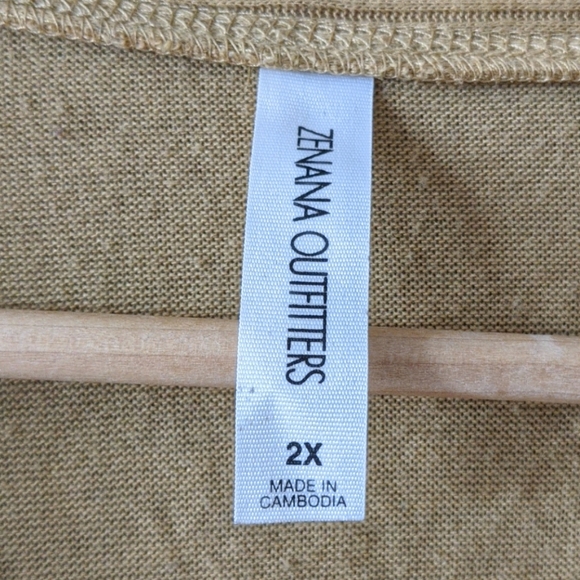 ZENANA OUTFITTERS
2X
MADE IN
CAMBODIA